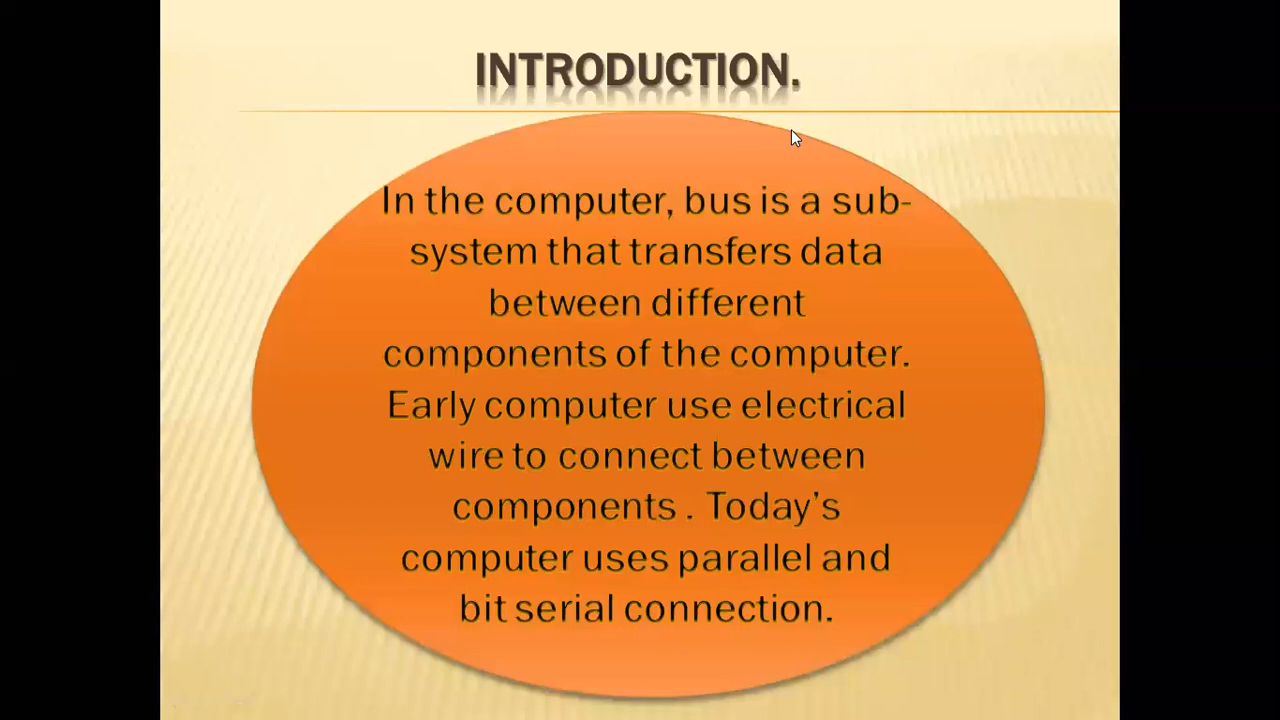 INTRODUCTION.
In the computer, bus is a sub-
system that transfers data
between different
components of the computer.
Early computer use electrical
wire to connect between
components . Today’s
computer uses parallel and
bit serial connection.